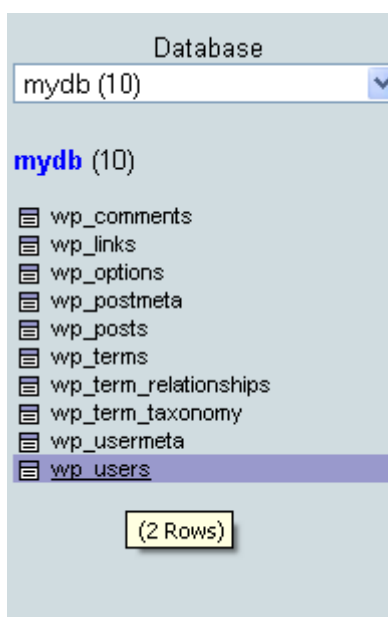 Database
mydb (10)
mydb (10)
wp_comments
wp_links
wp_options
wp_postmeta
wp_posts
wp_terms
wp_term_relationships
wp_term_taxonomy
wp_usermeta
wp_users
(2 Rows)